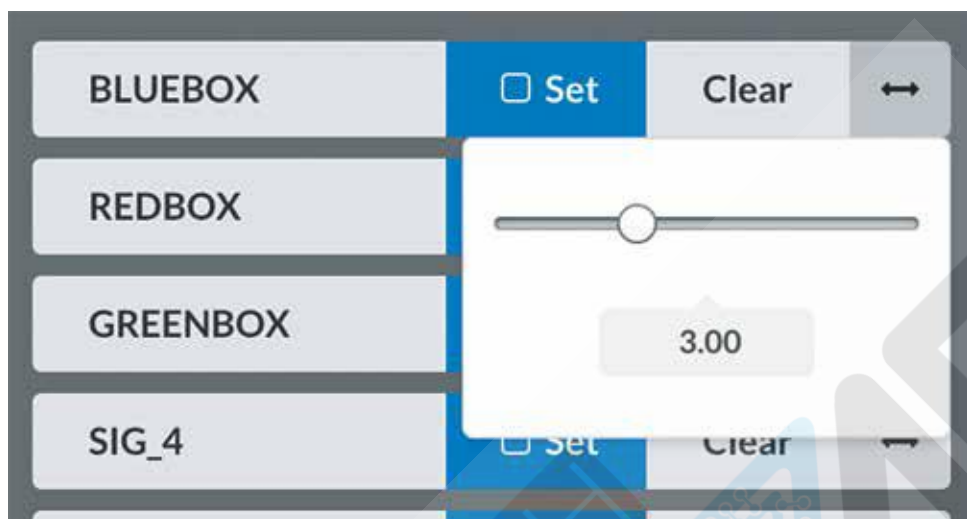 BLUEBOX Set Clear
REDBOX
3.00
GREENBOX
SIG_4 Set Clear